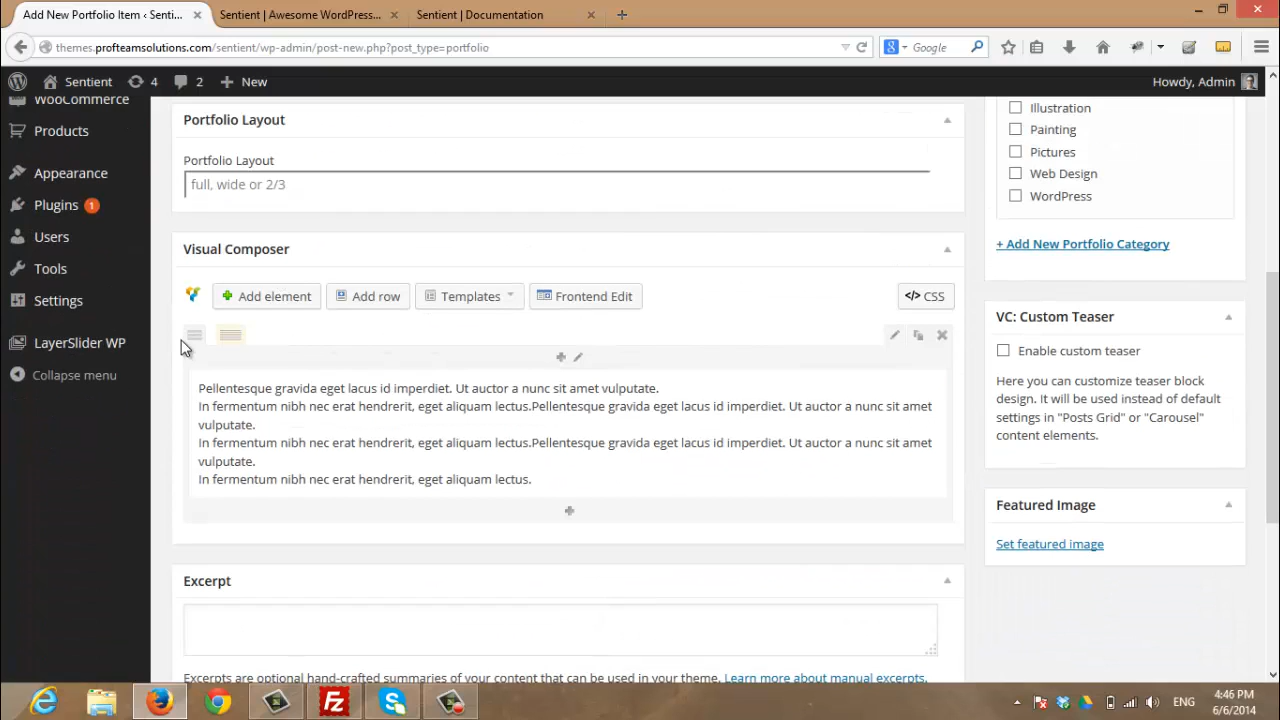 Add New Portfolio Item ‹ Senti...
Sentient | Awesome WordPress...
Sentient | Documentation
themes.profteamsolutions.com/sentient/wp-admin/post-new.php?post_type=portfolio
Google
Sentient
4
2
New
Howdy, Admin
WooCommerce
Products
Appearance
Plugins 1
Users
Tools
Settings
LayerSlider WP
Collapse menu
Portfolio Layout
Portfolio Layout
full, wide or 2/3
Visual Composer
Add element
Add row
Templates
Frontend Edit
</> CSS
Pellentesque gravida eget lacus id imperdiet. Ut auctor a nunc sit amet vulputate.
In fermentum nibh nec erat hendrerit, eget aliquam lectus.Pellentesque gravida eget lacus id imperdiet. Ut auctor a nunc sit amet
vulputate.
In fermentum nibh nec erat hendrerit, eget aliquam lectus.Pellentesque gravida eget lacus id imperdiet. Ut auctor a nunc sit amet
vulputate.
In fermentum nibh nec erat hendrerit, eget aliquam lectus.
Excerpt
Excerpts are optional hand-crafted summaries of your content that can be used in your theme. Learn more about manual excerpts.
Illustration
Painting
Pictures
Web Design
WordPress
+ Add New Portfolio Category
VC: Custom Teaser
Enable custom teaser
Here you can customize teaser block
design. It will be used instead of default
settings in "Posts Grid" or "Carousel"
content elements.
Featured Image
Set featured image
ENG
4:46 PM
6/6/2014